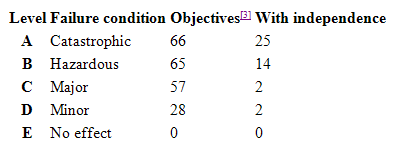 Level Failure condition Objectives[3] With independence
A Catastrophic 66 25
B Hazardous 65 14
C Major 57 2
D Minor 28 2
E No effect 0 0